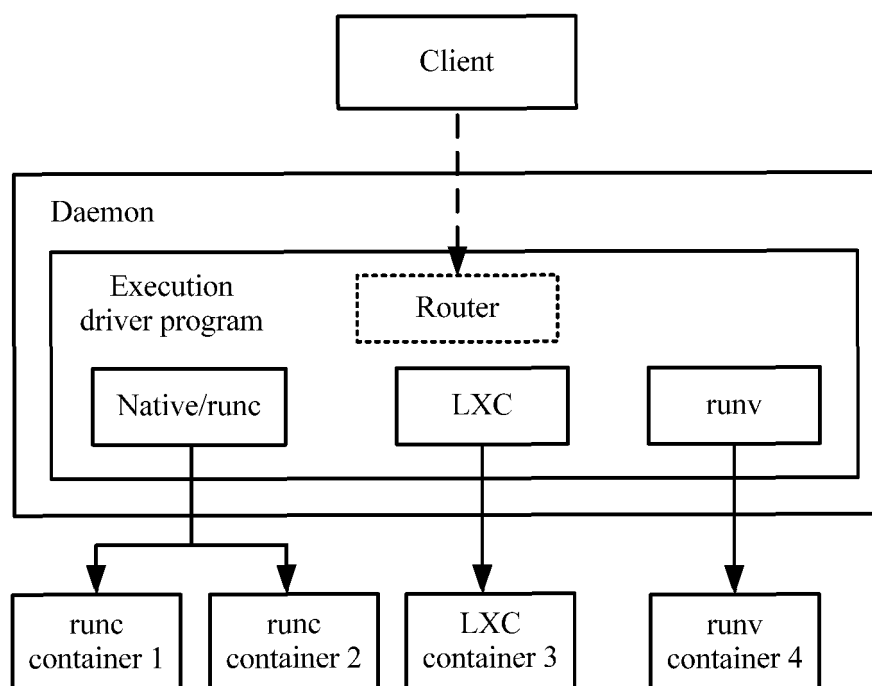 Client
Daemon
Execution
driver program
Router
Native/runc
LXC
runv
runc
container 1
runc
container 2
LXC
container 3
runv
container 4